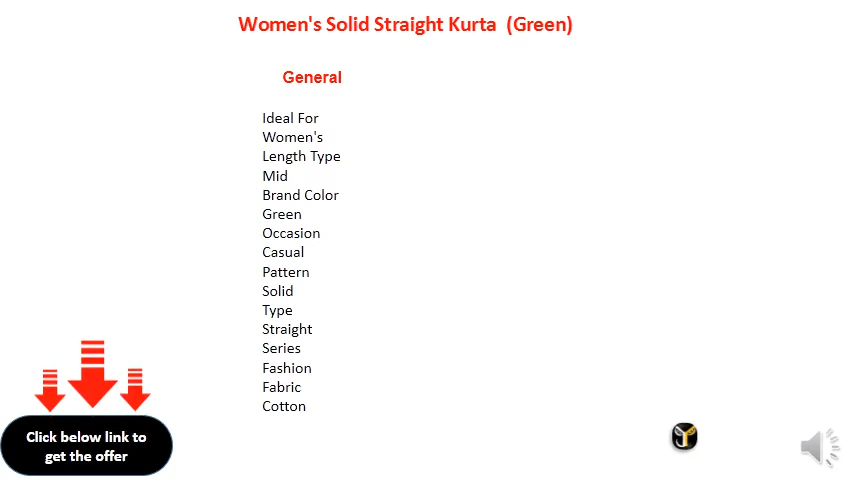 Women's Solid Straight Kurta  (Green)
General
Ideal For
Women's
Length Type
Mid
Brand Color
Green
Occasion
Casual
Pattern
Solid
Type
Straight
Series
Fashion
Fabric
Cotton
Click below link to
get the offer